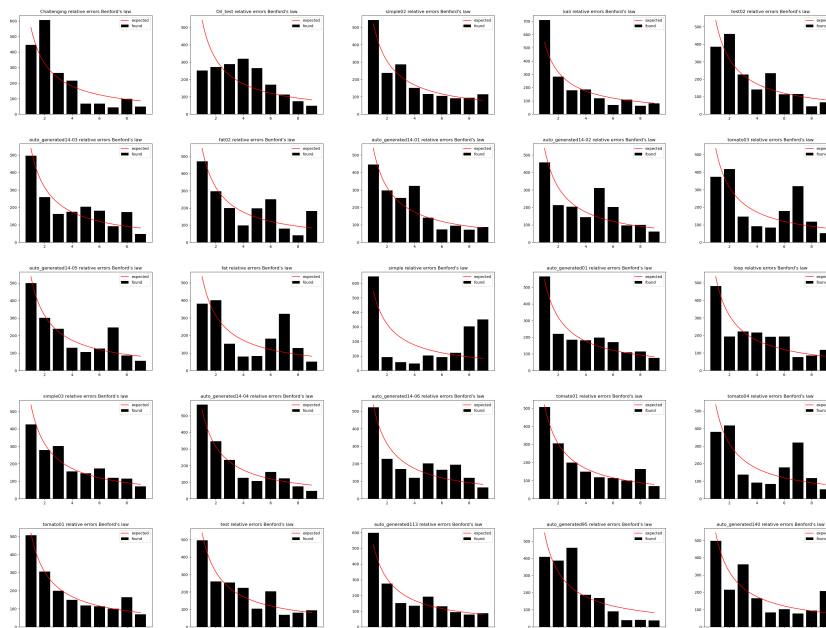 Challenging relative errors Benford's law
expected
found
Oil_test relative errors Benford's law
expected
found
simple02 relative errors Benford's law
expected
found
kali relative errors Benford's law
expected
found
test02 relative errors Benford's law
expected
found
auto_generated14-03 relative errors Benford's law
expected
found
fat02 relative errors Benford's law
expected
found
auto_generated14-01 relative errors Benford's law
expected
found
auto_generated14-02 relative errors Benford's law
expected
found
tomato03 relative errors Benford's law
expected
found
auto_generated14-05 relative errors Benford's law
expected
found
fat relative errors Benford's law
expected
found
simple relative errors Benford's law
expected
found
auto_generated01 relative errors Benford's law
expected
found
loop relative errors Benford's law
expected
found
simple03 relative errors Benford's law
expected
found
auto_generated14-04 relative errors Benford's law
expected
found
auto_generated14-06 relative errors Benford's law
expected
found
tomato01 relative errors Benford's law
expected
found
tomato04 relative errors Benford's law
expected
found
tomato01 relative errors Benford's law
expected
found
test relative errors Benford's law
expected
found
auto_generated113 relative errors Benford's law
expected
found
auto_generated95 relative errors Benford's law
expected
found
auto_generated140 relative errors Benford's law
expected
found